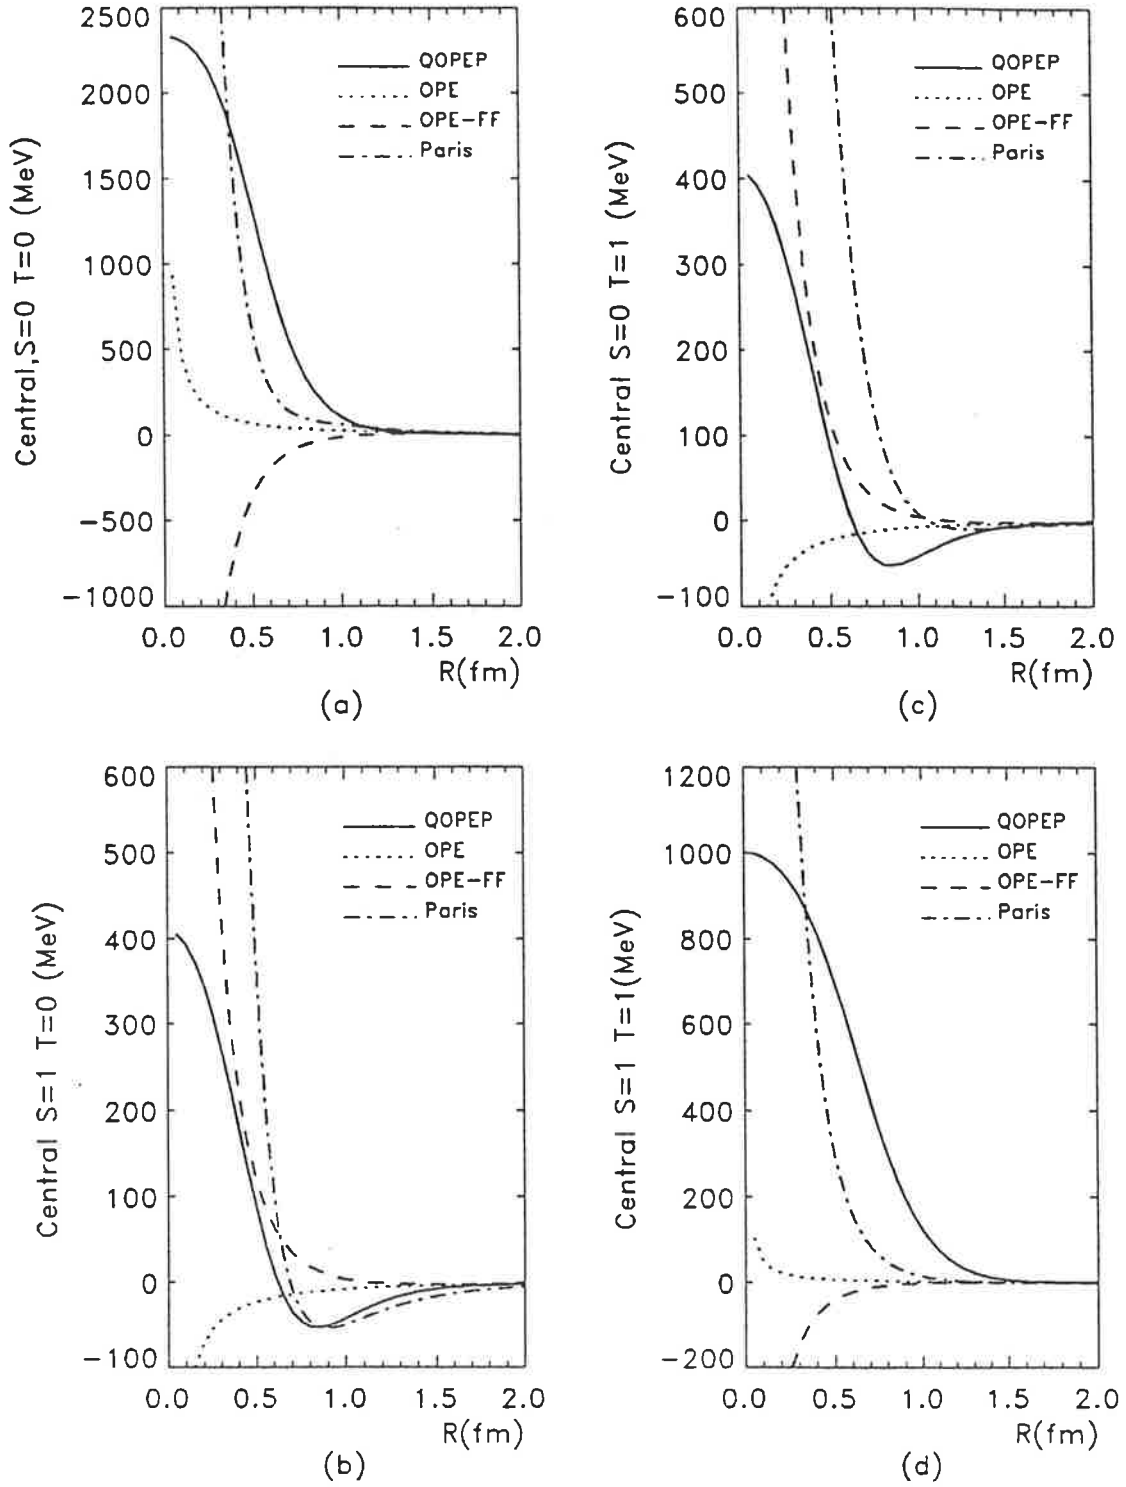 Central,S=0 T=0 (MeV)
2500
2000
1500
1000
500
0
−500
−1000
QOPEP
OPE
OPE−FF
Paris
0.0 0.5 1.0 1.5 2.0
R(fm)
(a)
Central S=0 T=1 (MeV)
600
500
400
300
200
100
0
−100
QOPEP
OPE
OPE−FF
Paris
0.0 0.5 1.0 1.5 2.0
R(fm)
(c)
Central S=1 T=0 (MeV)
600
500
400
300
200
100
0
−100
QOPEP
OPE
OPE−FF
Paris
0.0 0.5 1.0 1.5 2.0
R(fm)
(b)
Central S=1 T=1(MeV)
1200
1000
800
600
400
200
0
−200
QOPEP
OPE
OPE−FF
Paris
0.0 0.5 1.0 1.5 2.0
R(fm)
(d)